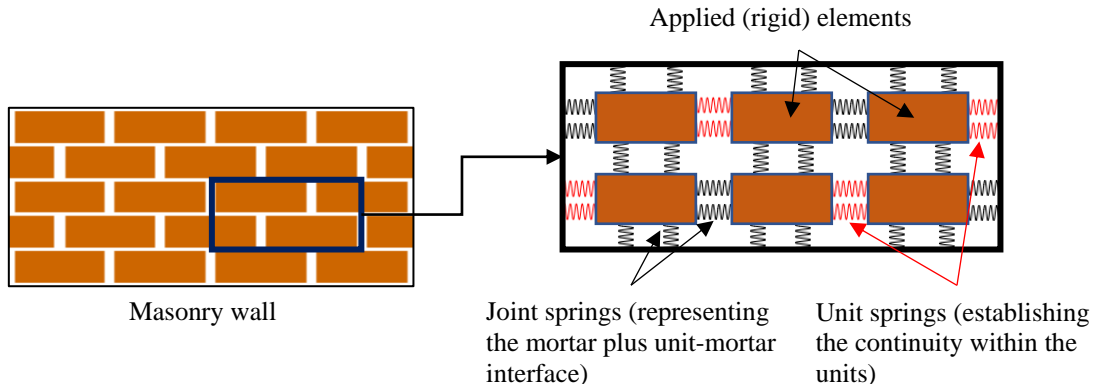 Applied (rigid) elements
Masonry wall
Joint springs (representing
the mortar plus unit-mortar
interface)
Unit springs (establishing
the continuity within the
units)